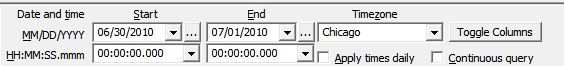 Date and time Start End Timezone
MM/DD/YYYY 06/30/2010 ... 07/01/2010 ... Chicago Toggle Columns
HH:MM:SS.mmm 00:00:00.000 00:00:00.000 Apply times daily Continuous query